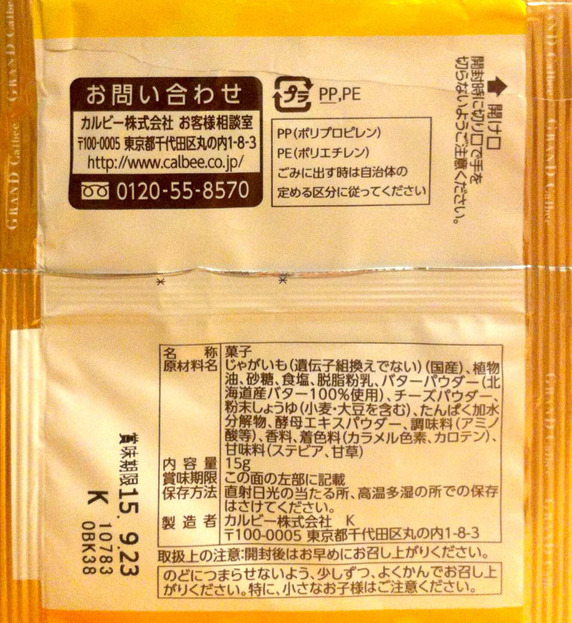 お問い合わせ
カルビー株式会社 お客様相談室
〒100-0005 東京都千代田区丸の内1-8-3
http://www.calbee.co.jp/
0120-55-8570
プラ PP,PE
PP(ポリプロピレン)
PE(ポリエチレン)
ごみに出す時は自治体の
定める区分に従ってください
開け口
開封時に切り口で手を
切らないようご注意ください。
GRAND Calbee
GRAND Calbee
GRAND Calbee
GRAND Calbee
名称 菓子
原材料名 じゃがいも(遺伝子組換えでない)(国産)、植物
油、砂糖、食塩、脱脂粉乳、バターパウダー(北
海道産バター100%使用)、チーズパウダー、
粉末しょうゆ(小麦・大豆を含む)、たんぱく加水
分解物、酵母エキスパウダー、調味料(アミノ
酸等)、香料、着色料(カラメル色素、カロテン)、
甘味料(ステビア、甘草)
内容量 15g
賞味期限 この面の左部に記載
保存方法 直射日光の当たる所、高温多湿の所での保存
はさけてください。
製造者 カルビー株式会社 K
〒100-0005 東京都千代田区丸の内1-8-3
取扱上の注意:開封後はお早めにお召し上がりください。
のどにつまらせないよう、少しずつ、よくかんでお召し上
がりください。特に、小さなお子様はご注意ください。
賞味期限 15. 9.23
K 10783
0BK38